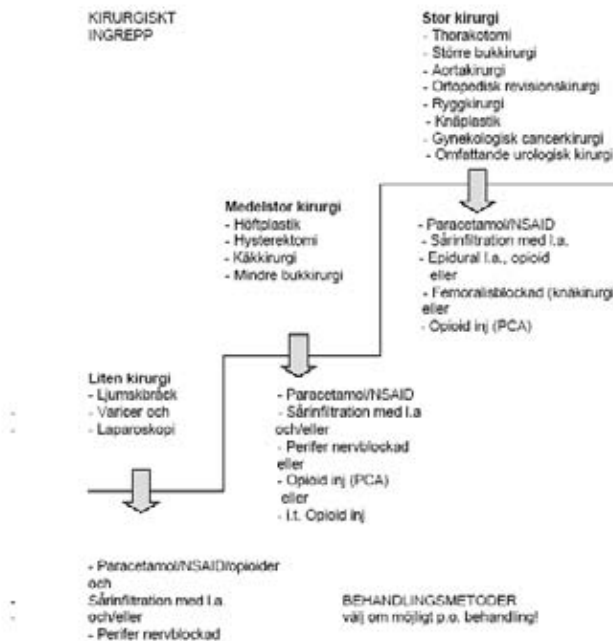 KIRURGISKT
INGREPP
Stor kirurgi
- Thorakotomi
- Större bukkirurgi
- Aortakirurgi
- Ortopedisk revisionskirurgi
- Ryggkirurgi
- Knäplastik
- Gynekologisk cancerkirurgi
- Omfattande urologisk kirurgi
- Paracetamol/NSAID
- Sårinfiltration med l.a.
- Epidural l.a., opioid
eller
- Femoralisblockad (knäkirurgi
eller
- Opioid inj (PCA)
Medelstor kirurgi
- Höftplastik
- Hysterektomi
- Käkkirurgi
- Mindre bukkirurgi
- Paracetamol/NSAID
- Sårinfiltration med l.a
och/eller
- Perifer nervblockad
eller
- Opioid inj (PCA)
eller
- i.t. Opioid inj
Liten kirurgi
- Ljumskbråck
- Varicer och
- Laparoskopi
- Paracetamol/NSAID/opioider
och
Sårinfiltration med l.a.
och/eller
- Perifer nervblockad
BEHANDLINGSMETODER
välj om möjligt p.o. behandling!